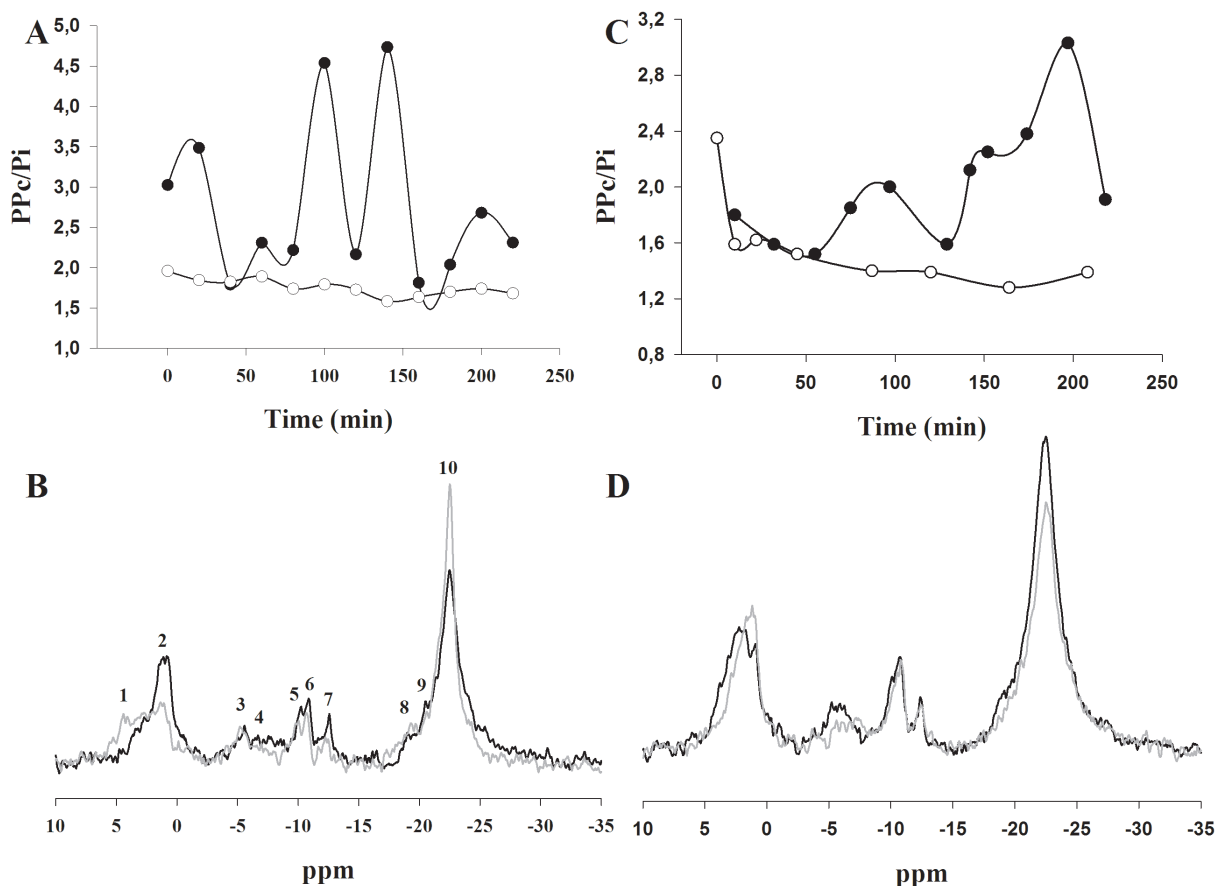 A
5,0
4,5
4,0
3,5
3,0
2,5
2,0
1,5
1,0
PPc/Pi
0 50 100 150 200 250
Time (min)
C
3,2
2,8
2,4
2,0
1,6
1,2
0,8
PPc/Pi
0 50 100 150 200 250
Time (min)
B
1 2 3 4 5 6 7 8 9 10
10 5 0 -5 -10 -15 -20 -25 -30 -35
ppm
D
10 5 0 -5 -10 -15 -20 -25 -30 -35
ppm